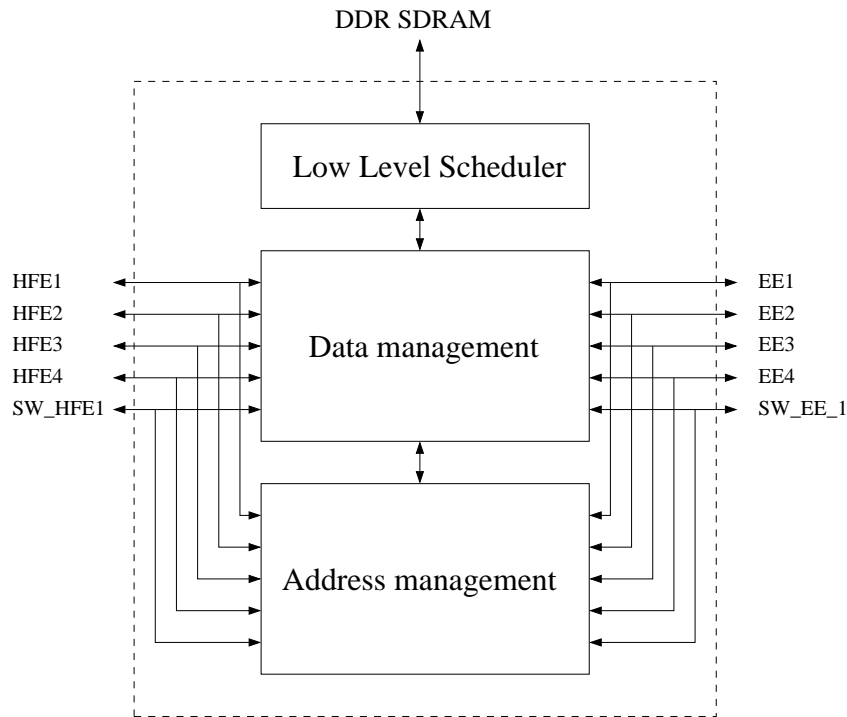 DDR SDRAM
Low Level Scheduler
HFE1
HFE2
HFE3
HFE4
SW_HFE1
Data management
EE1
EE2
EE3
EE4
SW_EE_1
Address management